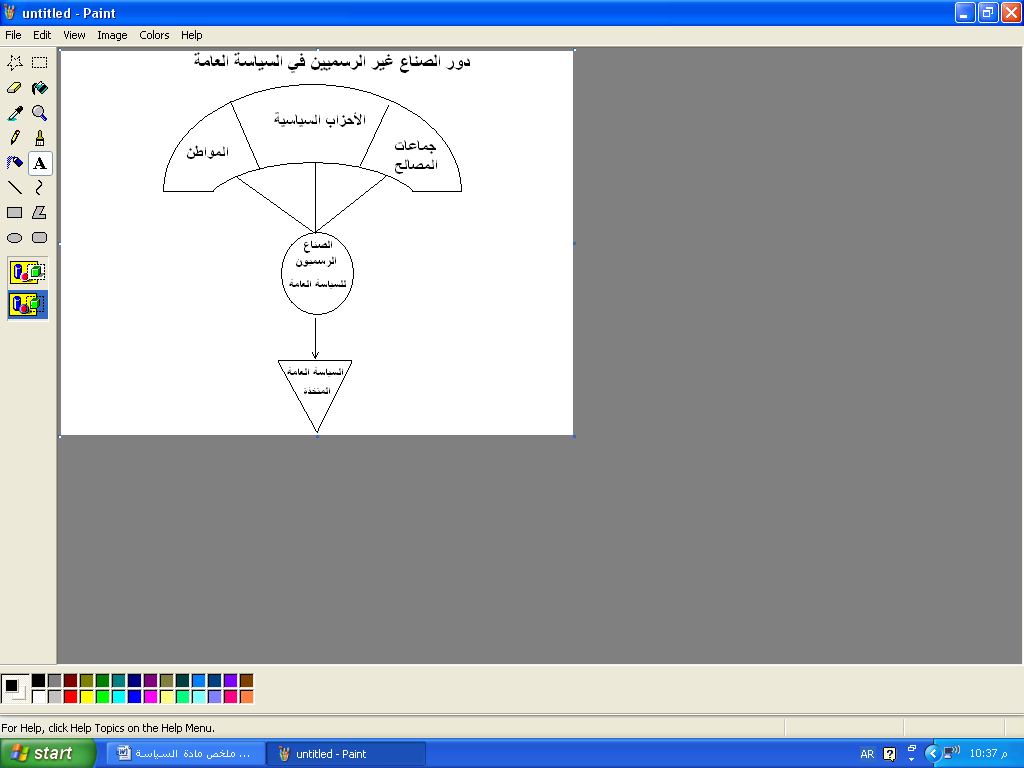 untitled - Paint
File Edit View Image Colors Help
دور الصناع غير الرسميين في السياسة العامة
الأحزاب السياسية
جماعات
المصالح
المواطن
الصناع
الرسميون
للسياسة العامة
السياسة العامة
المتخذة
For Help, click Help Topics on the Help Menu.
start
ملخص مادة السياسة ...
untitled - Paint
AR
10:37 م